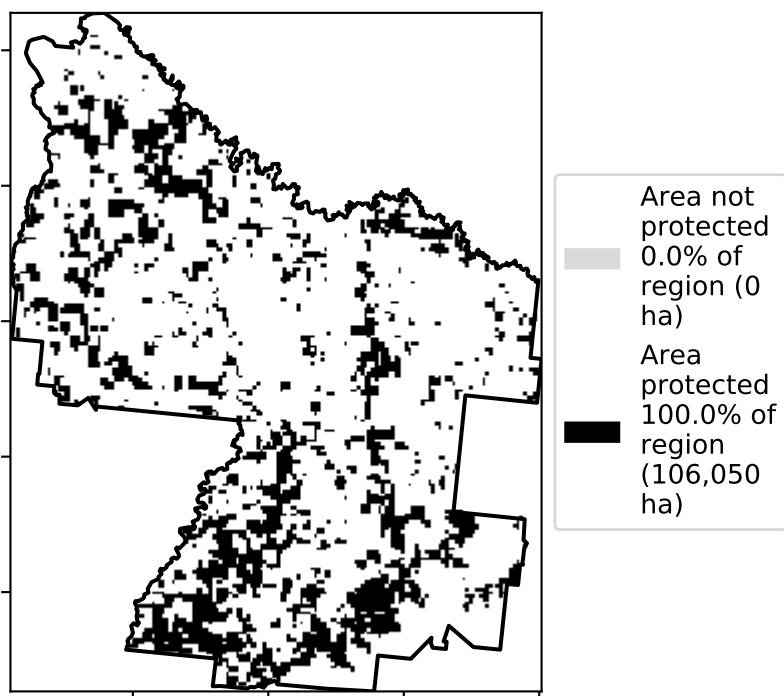 Area not
protected
0.0% of
region (0
ha)
Area
protected
100.0% of
region
(106,050
ha)